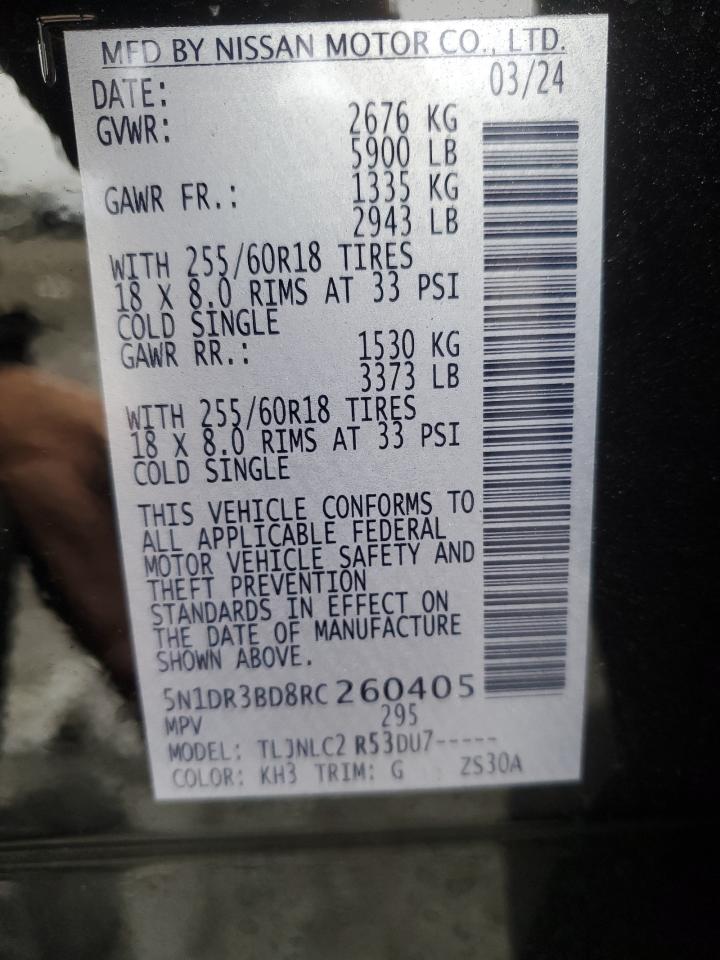 MFD BY NISSAN MOTOR CO., LTD.
DATE: 03/24
GVWR: 2676 KG
5900 LB
GAWR FR.: 1335 KG
2943 LB
WITH 255/60R18 TIRES
18 X 8.0 RIMS AT 33 PSI
COLD SINGLE
GAWR RR.: 1530 KG
3373 LB
WITH 255/60R18 TIRES
18 X 8.0 RIMS AT 33 PSI
COLD SINGLE
THIS VEHICLE CONFORMS TO
ALL APPLICABLE FEDERAL
MOTOR VEHICLE SAFETY AND
THEFT PREVENTION
STANDARDS IN EFFECT ON
THE DATE OF MANUFACTURE
SHOWN ABOVE.
5N1DR3BD8RC260405
MPV 295
MODEL: TLJNLC2 R53DU7-----
COLOR: KH3 TRIM: G ZS30A